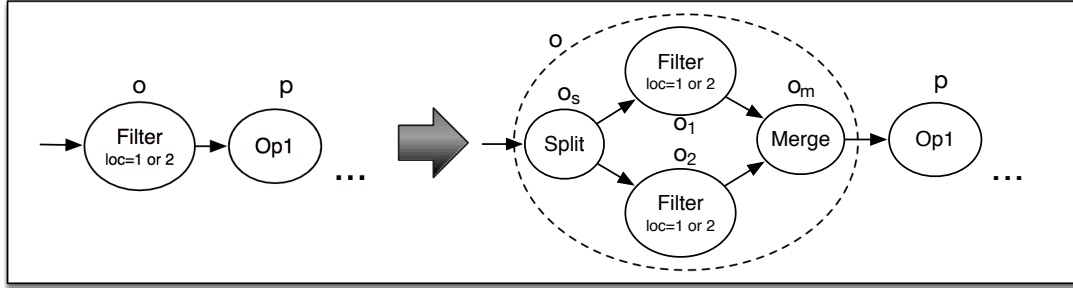 o
p
Filter
loc=1 or 2
Op1
...
o
Filter
loc=1 or 2
o₁
oₛ
Split
oₘ
Merge
o₂
Filter
loc=1 or 2
p
Op1
...